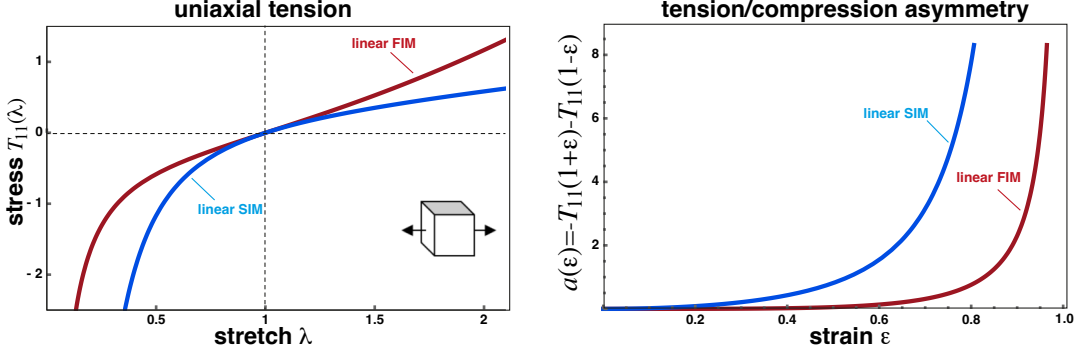 uniaxial tension
linear FIM
linear SIM
stress T₁₁(λ)
1
0
- 1
- 2
0.5
1
1.5
2
stretch λ
tension/compression asymmetry
a(ε)=-T₁₁(1+ε)-T₁₁(1-ε)
linear SIM
linear FIM
8
6
4
2
0.2
0.4
0.6
0.8
1.0
strain ε